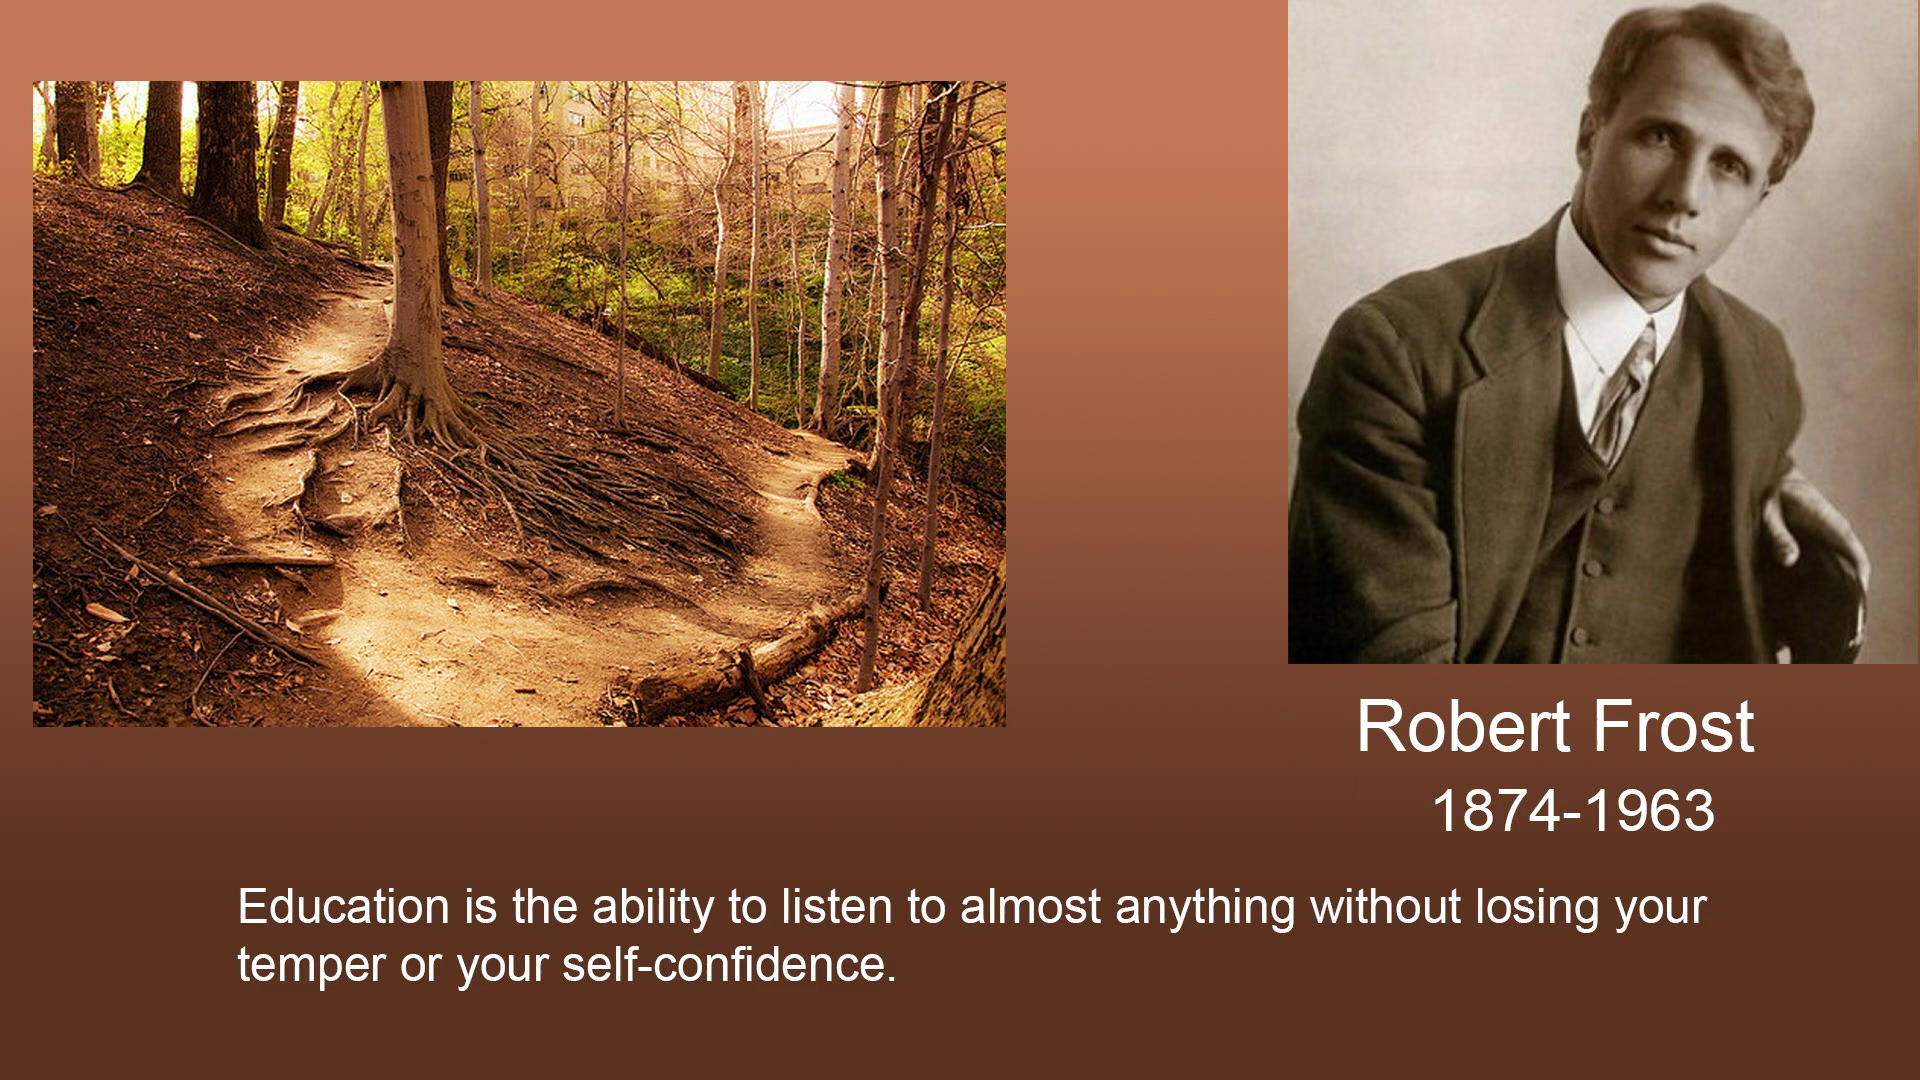 Robert Frost
1874-1963
Education is the ability to listen to almost anything without losing your
temper or your self-confidence.